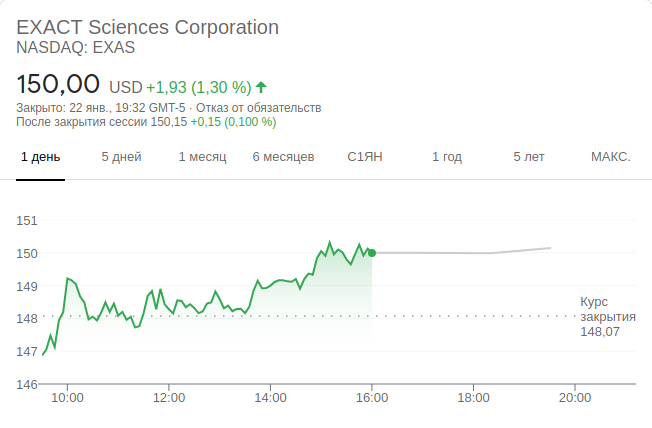 EXACT Sciences Corporation
NASDAQ: EXAS
150,00 USD +1,93 (1,30 %)
Закрыто: 22 янв., 19:32 GMT-5 · Отказ от обязательств
После закрытия сессии 150,15 +0,15 (0,100 %)
1 день 5 дней 1 месяц 6 месяцев С1ЯН 1 год 5 лет МАКС.
151
150
149
148
147
146
Курс
закрытия
148,07
10:00 12:00 14:00 16:00 18:00 20:00